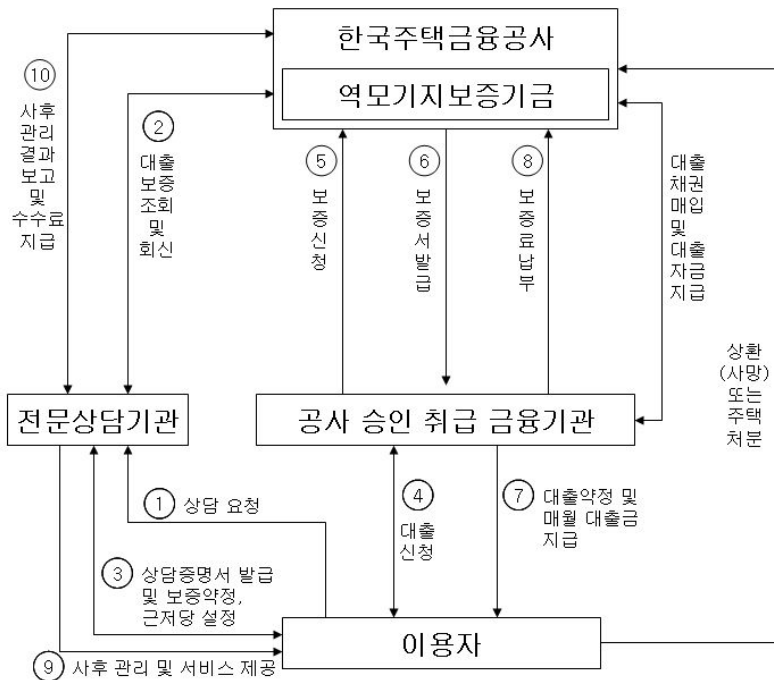 한국주택금융공사
역모기지보증기금
⑩
사후
관리
결과
보고
및
수수료
지급
②
대출
보증
조회
및
회신
⑤
보
증
신
청
⑥
보
증
서
발
급
⑧
보
증
료
납
부
대출
채권
매입
및
대출
자금
지급
상환
(사망)
또는
주택
처분
전문상담기관
공사 승인 취급 금융기관
① 상담 요청
④
대출
신청
⑦ 대출약정 및
매월 대출금
지급
③ 상담증명서 발급
및 보증약정,
근저당 설정
이용자
⑨ 사후 관리 및 서비스 제공